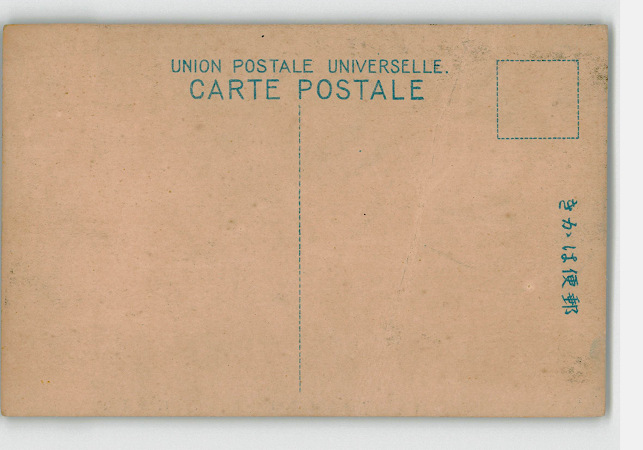 UNION POSTALE UNIVERSELLE.
CARTE POSTALE
郵便はかき